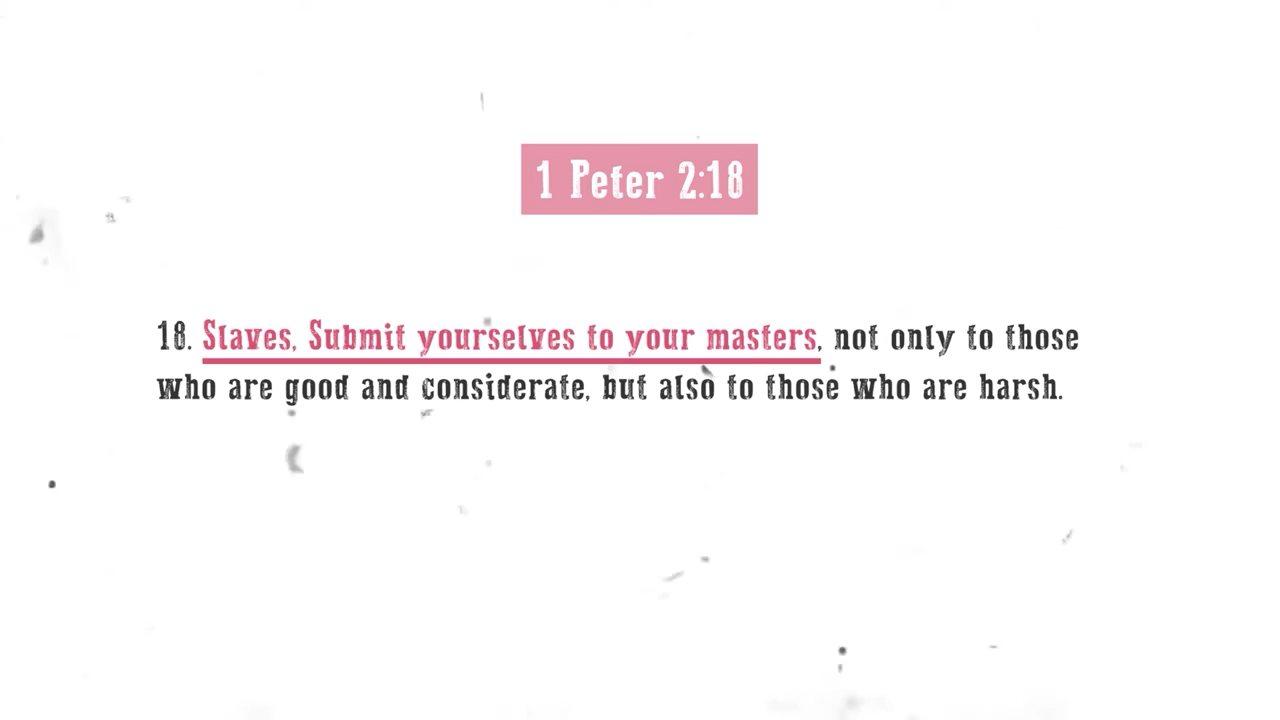 1 Peter 2:18
18. Slaves, Submit yourselves to your masters, not only to those
who are good and considerate, but also to those who are harsh.